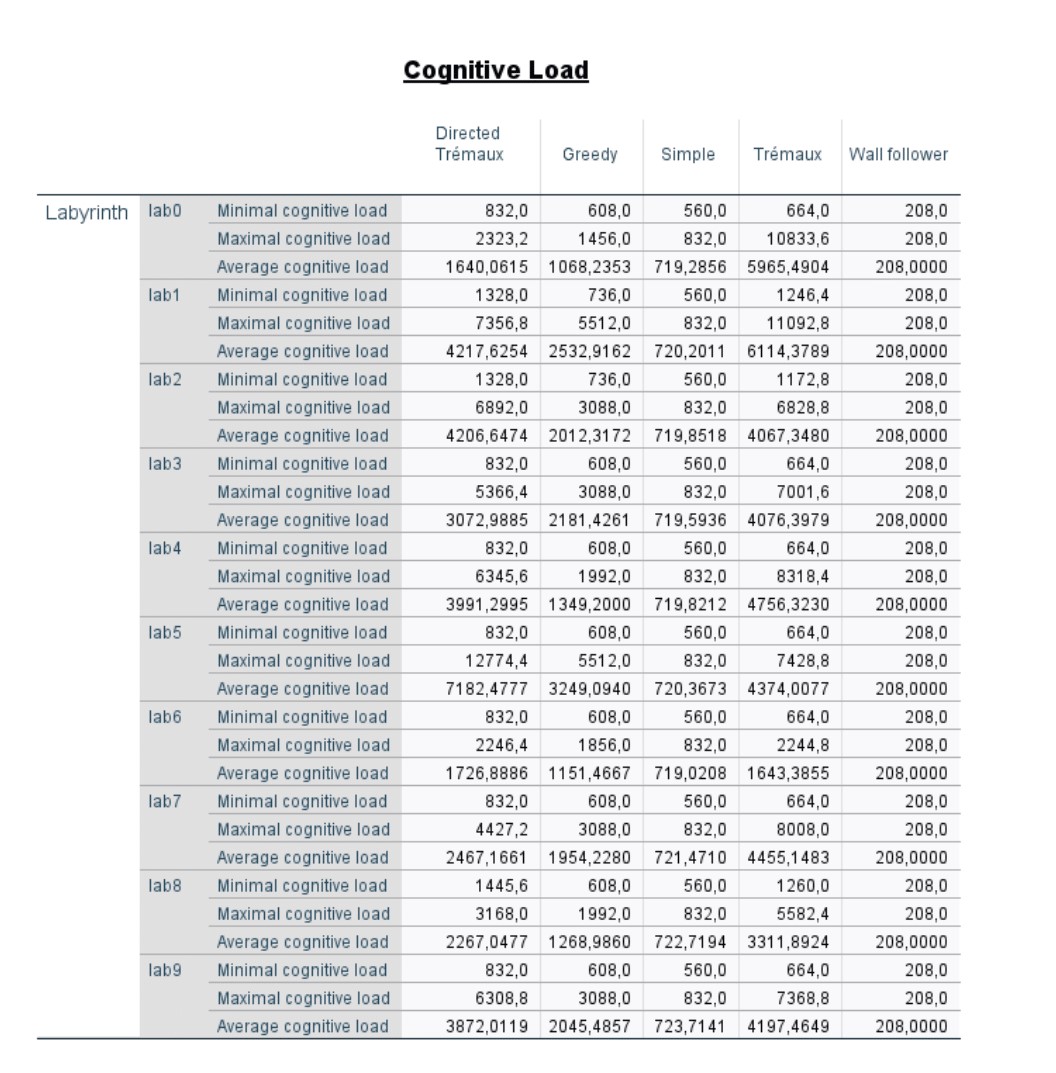 Cognitive Load
Directed Trémaux Greedy Simple Trémaux Wall follower
Labyrinth lab0 Minimal cognitive load 832,0 608,0 560,0 664,0 208,0
Maximal cognitive load 2323,2 1456,0 832,0 10833,6 208,0
Average cognitive load 1640,0615 1068,2353 719,2856 5965,4904 208,0000
lab1 Minimal cognitive load 1328,0 736,0 560,0 1246,4 208,0
Maximal cognitive load 7356,8 5512,0 832,0 11092,8 208,0
Average cognitive load 4217,6254 2532,9162 720,2011 6114,3789 208,0000
lab2 Minimal cognitive load 1328,0 736,0 560,0 1172,8 208,0
Maximal cognitive load 6892,0 3088,0 832,0 6828,8 208,0
Average cognitive load 4206,6474 2012,3172 719,8518 4067,3480 208,0000
lab3 Minimal cognitive load 832,0 608,0 560,0 664,0 208,0
Maximal cognitive load 5366,4 3088,0 832,0 7001,6 208,0
Average cognitive load 3072,9885 2181,4261 719,5936 4076,3979 208,0000
lab4 Minimal cognitive load 832,0 608,0 560,0 664,0 208,0
Maximal cognitive load 6345,6 1992,0 832,0 8318,4 208,0
Average cognitive load 3991,2995 1349,2000 719,8212 4756,3230 208,0000
lab5 Minimal cognitive load 832,0 608,0 560,0 664,0 208,0
Maximal cognitive load 12774,4 5512,0 832,0 7428,8 208,0
Average cognitive load 7182,4777 3249,0940 720,3673 4374,0077 208,0000
lab6 Minimal cognitive load 832,0 608,0 560,0 664,0 208,0
Maximal cognitive load 2246,4 1856,0 832,0 2244,8 208,0
Average cognitive load 1726,8886 1151,4667 719,0208 1643,3855 208,0000
lab7 Minimal cognitive load 832,0 608,0 560,0 664,0 208,0
Maximal cognitive load 4427,2 3088,0 832,0 8008,0 208,0
Average cognitive load 2467,1661 1954,2280 721,4710 4455,1483 208,0000
lab8 Minimal cognitive load 1445,6 608,0 560,0 1260,0 208,0
Maximal cognitive load 3168,0 1992,0 832,0 5582,4 208,0
Average cognitive load 2267,0477 1268,9860 722,7194 3311,8924 208,0000
lab9 Minimal cognitive load 832,0 608,0 560,0 664,0 208,0
Maximal cognitive load 6308,8 3088,0 832,0 7368,8 208,0
Average cognitive load 3872,0119 2045,4857 723,7141 4197,4649 208,0000